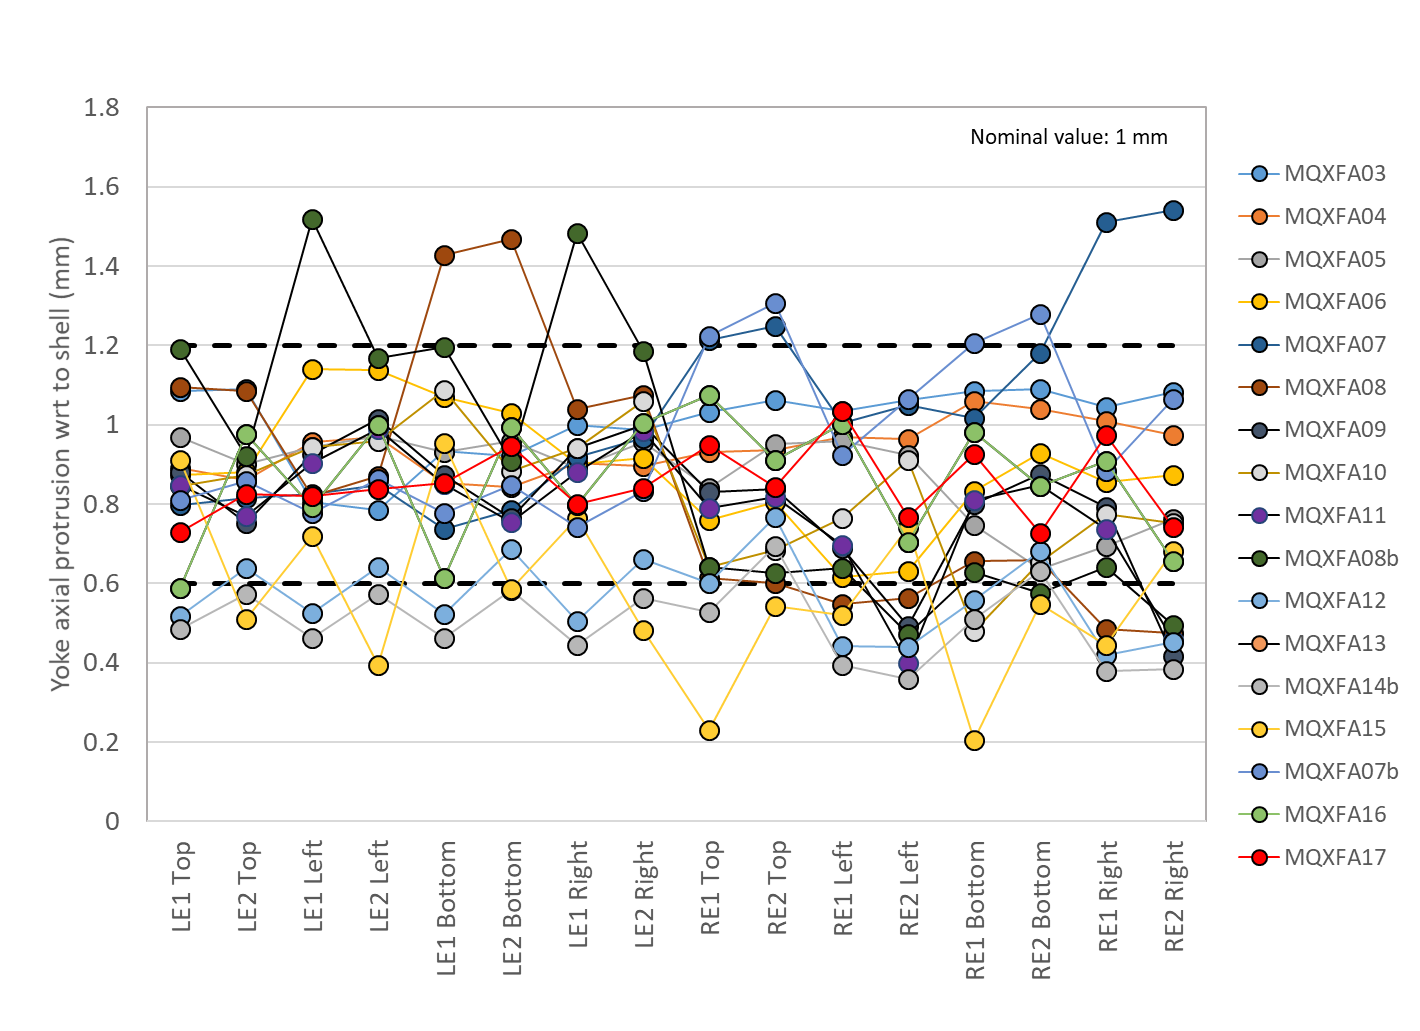 Yoke axial protrusion wrt to shell (mm)
1.8
1.6
1.4
1.2
1
0.8
0.6
0.4
0.2
0
Nominal value: 1 mm
LE1 Top
LE2 Top
LE1 Left
LE2 Left
LE1 Bottom
LE2 Bottom
LE1 Right
LE2 Right
RE1 Top
RE2 Top
RE1 Left
RE2 Left
RE1 Bottom
RE2 Bottom
RE1 Right
RE2 Right
MQXFA03
MQXFA04
MQXFA05
MQXFA06
MQXFA07
MQXFA08
MQXFA09
MQXFA10
MQXFA11
MQXFA08b
MQXFA12
MQXFA13
MQXFA14b
MQXFA15
MQXFA07b
MQXFA16
MQXFA17